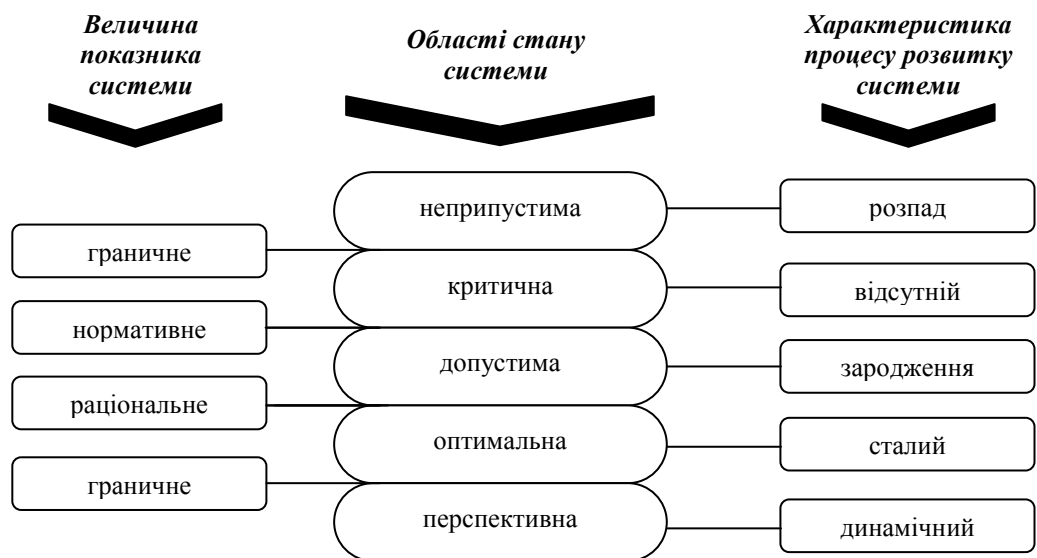 Величина
показника
системи
Області стану
системи
Характеристика
процесу розвитку
системи
неприпустима
розпад
граничне
критична
відсутній
нормативне
допустима
зародження
раціональне
оптимальна
сталий
граничне
перспективна
динамічний